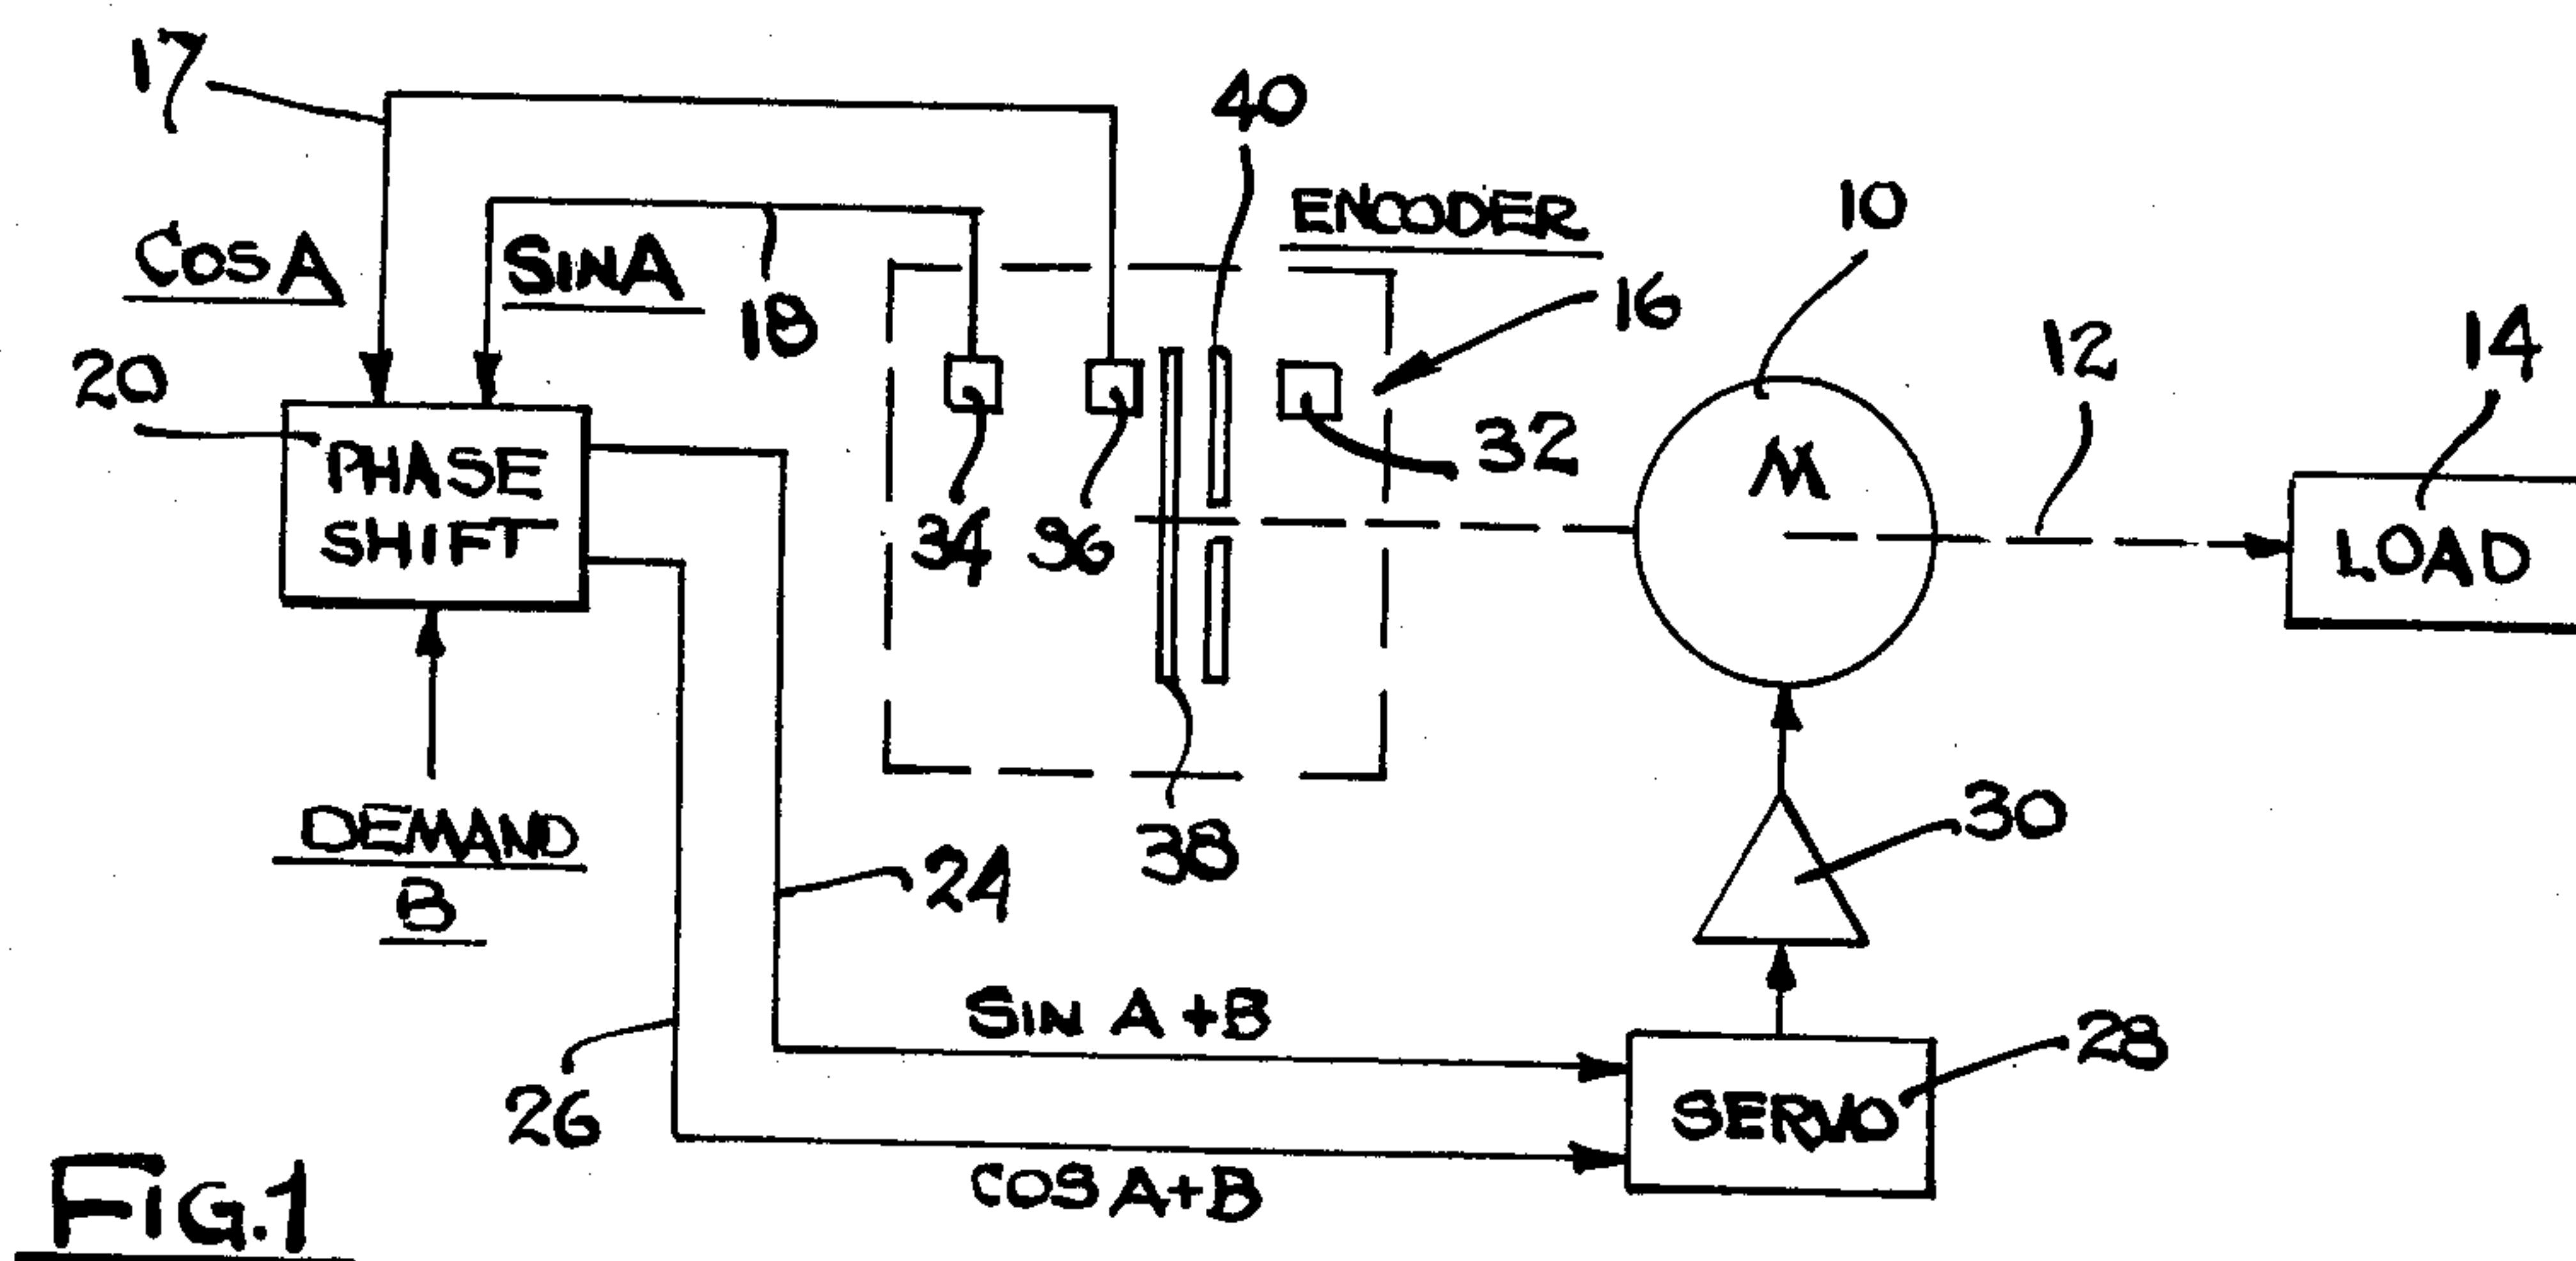 17
40
ENCODER
10
COS A
SIN A
18
16
12
14
20
PHASE
SHIFT
34
36
32
M
LOAD
DEMAND
B
38
24
30
SIN A+B
28
26
SERVO
COS A+B
FIG.1